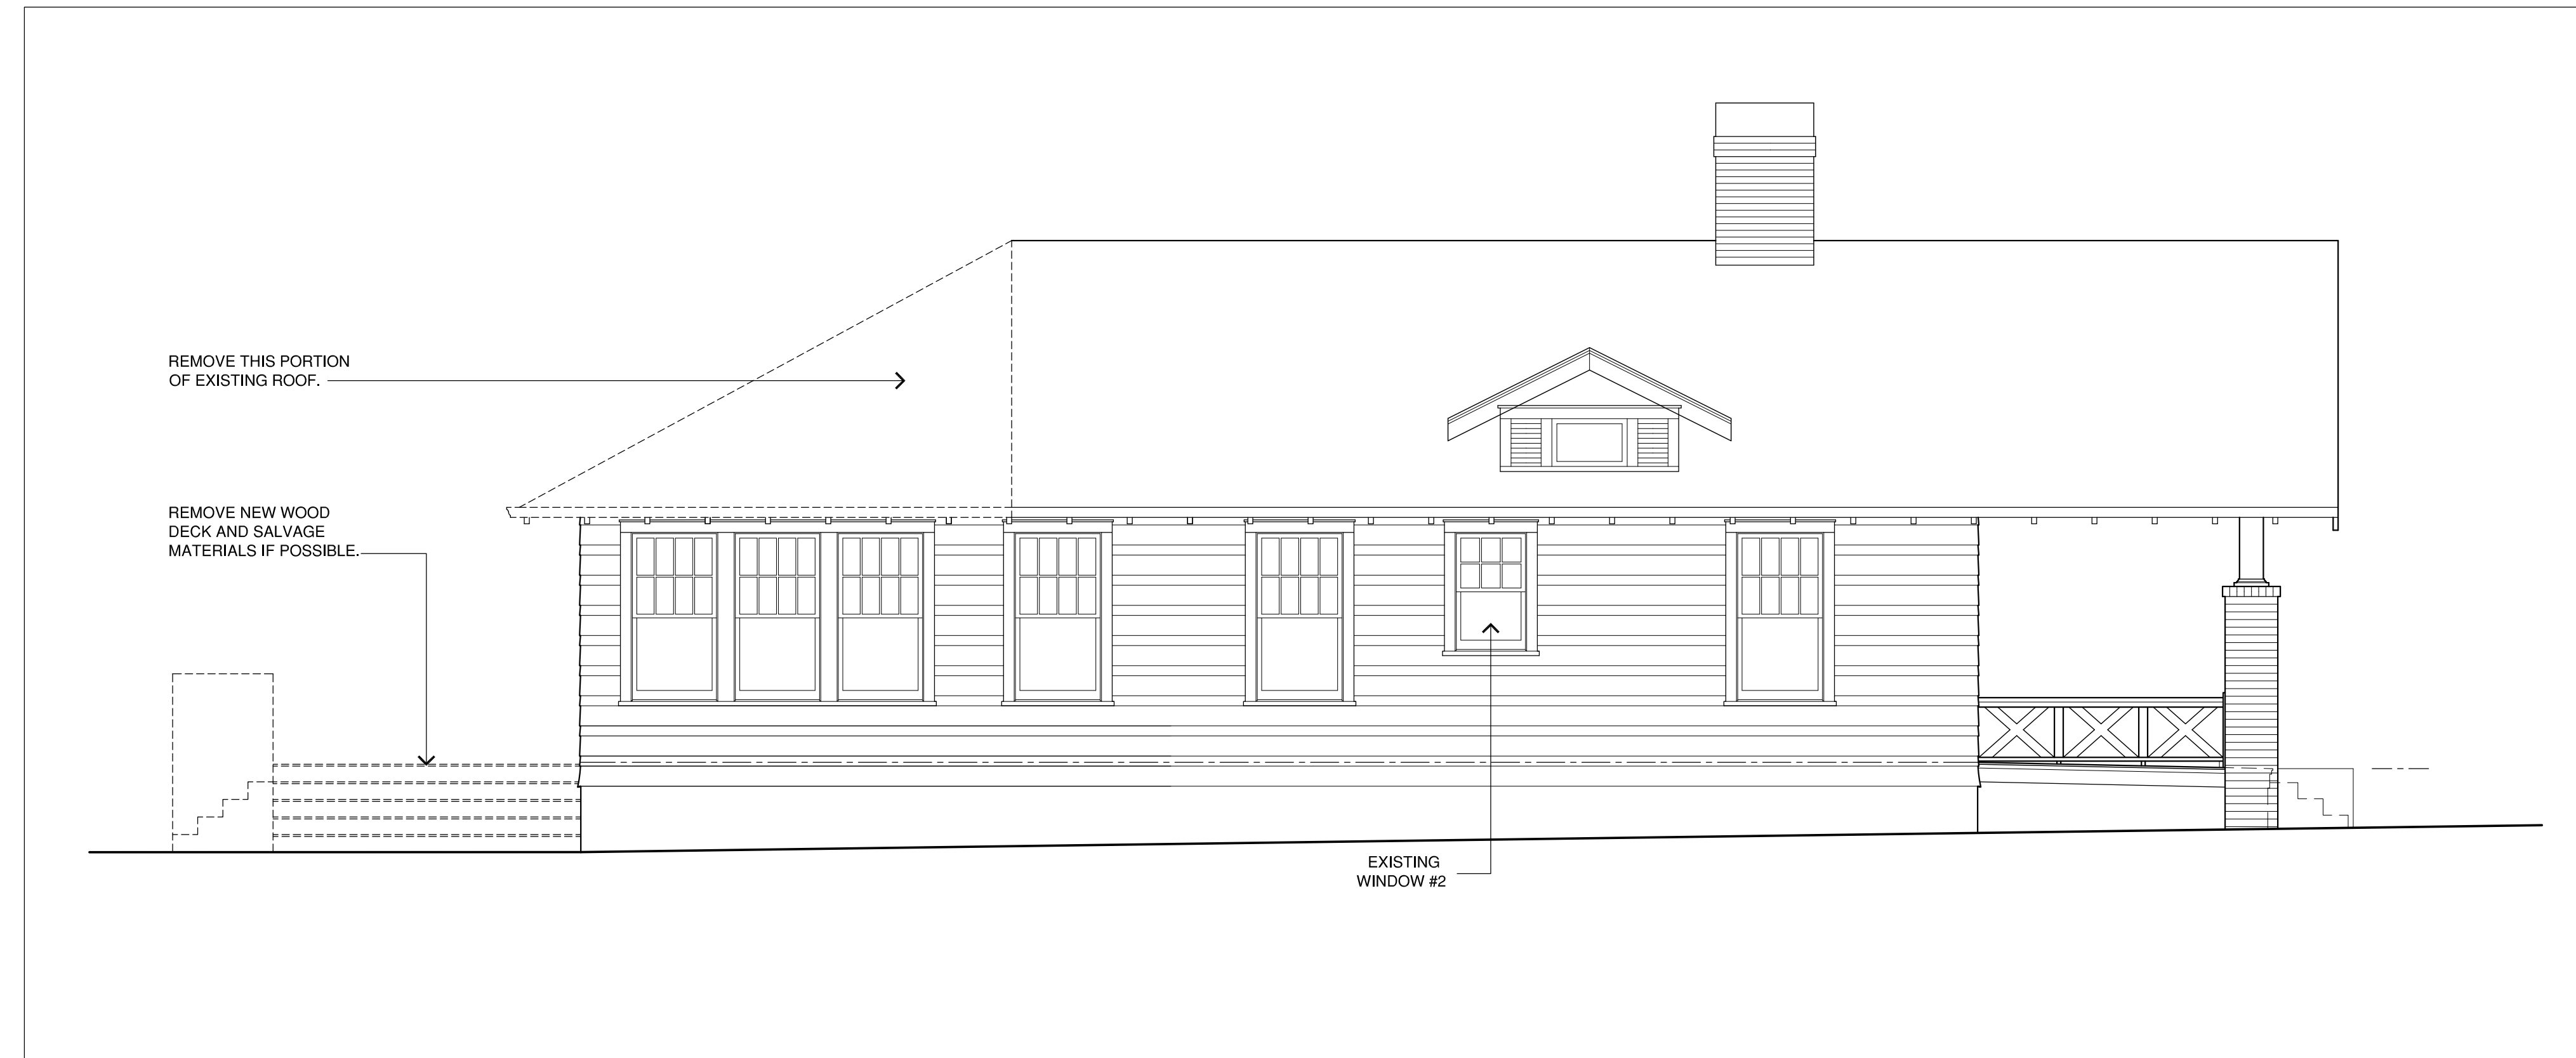 REMOVE THIS PORTION
OF EXISTING ROOF.
REMOVE NEW WOOD
DECK AND SALVAGE
MATERIALS IF POSSIBLE.
EXISTING
WINDOW #2